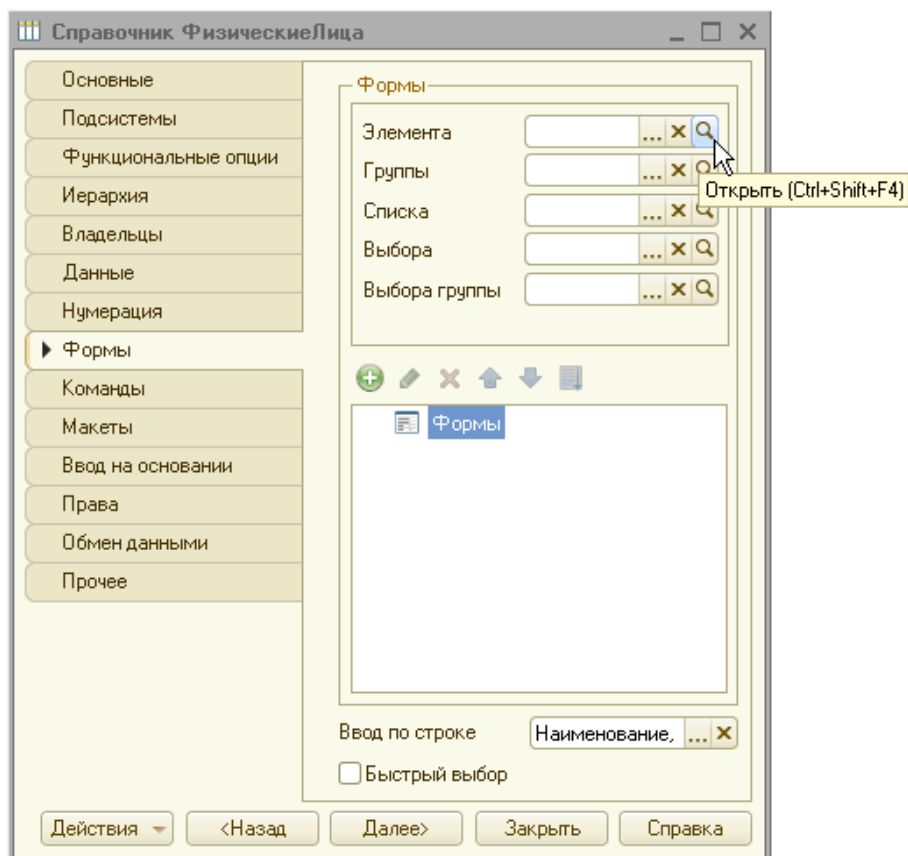 Справочник ФизическиеЛица
Основные
Подсистемы
Функциональные опции
Иерархия
Владельцы
Данные
Нумерация
Формы
Команды
Макеты
Ввод на основании
Права
Обмен данными
Прочее
Формы
Элемента
Группы
Открыть (Ctrl+Shift+F4)
Списка
Выбора
Выбора группы
Формы
Ввод по строке Наименование,
Быстрый выбор
Действия <Назад Далее> Закрыть Справка